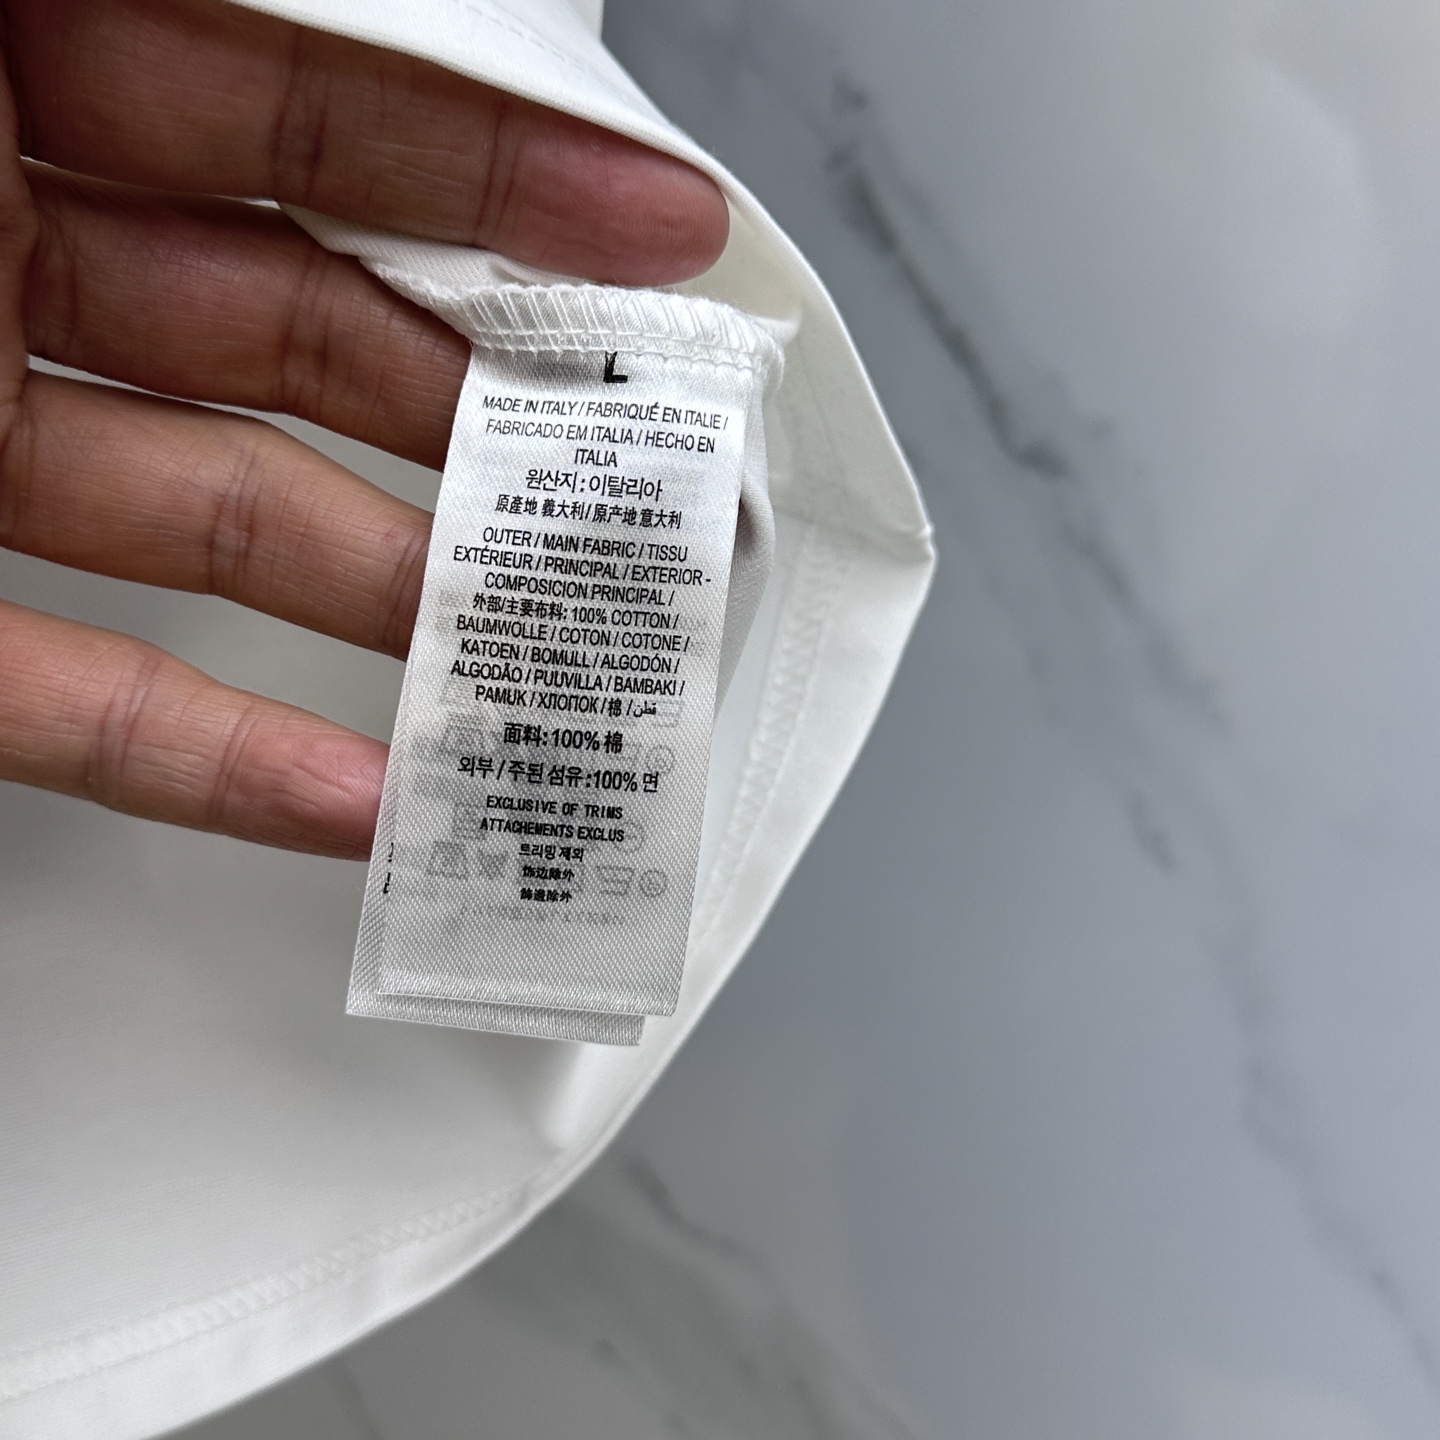 L
MADE IN ITALY / FABRIQUÉ EN ITALIE /
FABRICADO EM ITALIA / HECHO EN
ITALIA
원산지 : 이탈리아
原產地 義大利 / 原产地 意大利
OUTER / MAIN FABRIC / TISSU
EXTÉRIEUR / PRINCIPAL / EXTERIOR -
COMPOSICION PRINCIPAL /
外部/主要布料: 100% COTTON /
BAUMWOLLE / COTON / COTONE /
KATOEN / BOMULL / ALGODÓN /
ALGODÃO / PUUVILLA / BAMBAKI /
PAMUK / ХЛОПОК / 棉 / قطن
面料: 100% 棉
외부 / 주된 섬유 :100% 면
EXCLUSIVE OF TRIMS
ATTACHEMENTS EXCLUS
트리밍 제외
饰边除外
飾邊除外